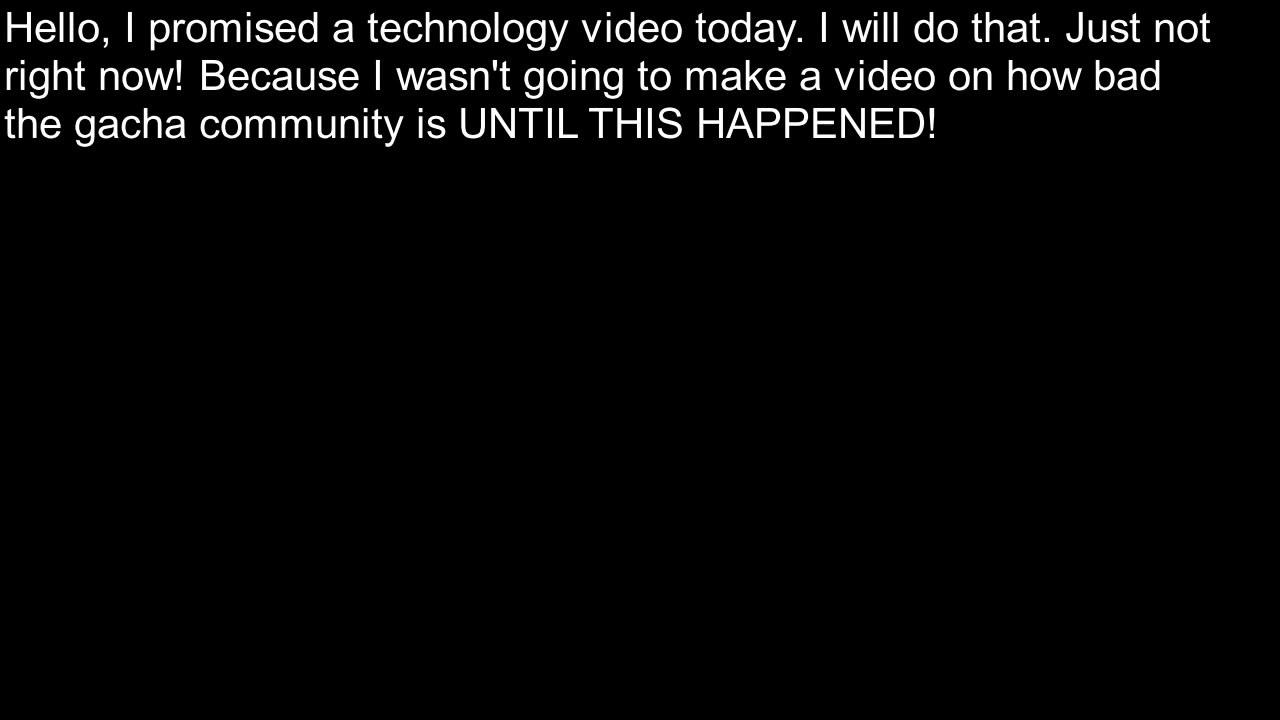 Hello, I promised a technology video today. I will do that. Just not
right now! Because I wasn't going to make a video on how bad
the gacha community is UNTIL THIS HAPPENED!